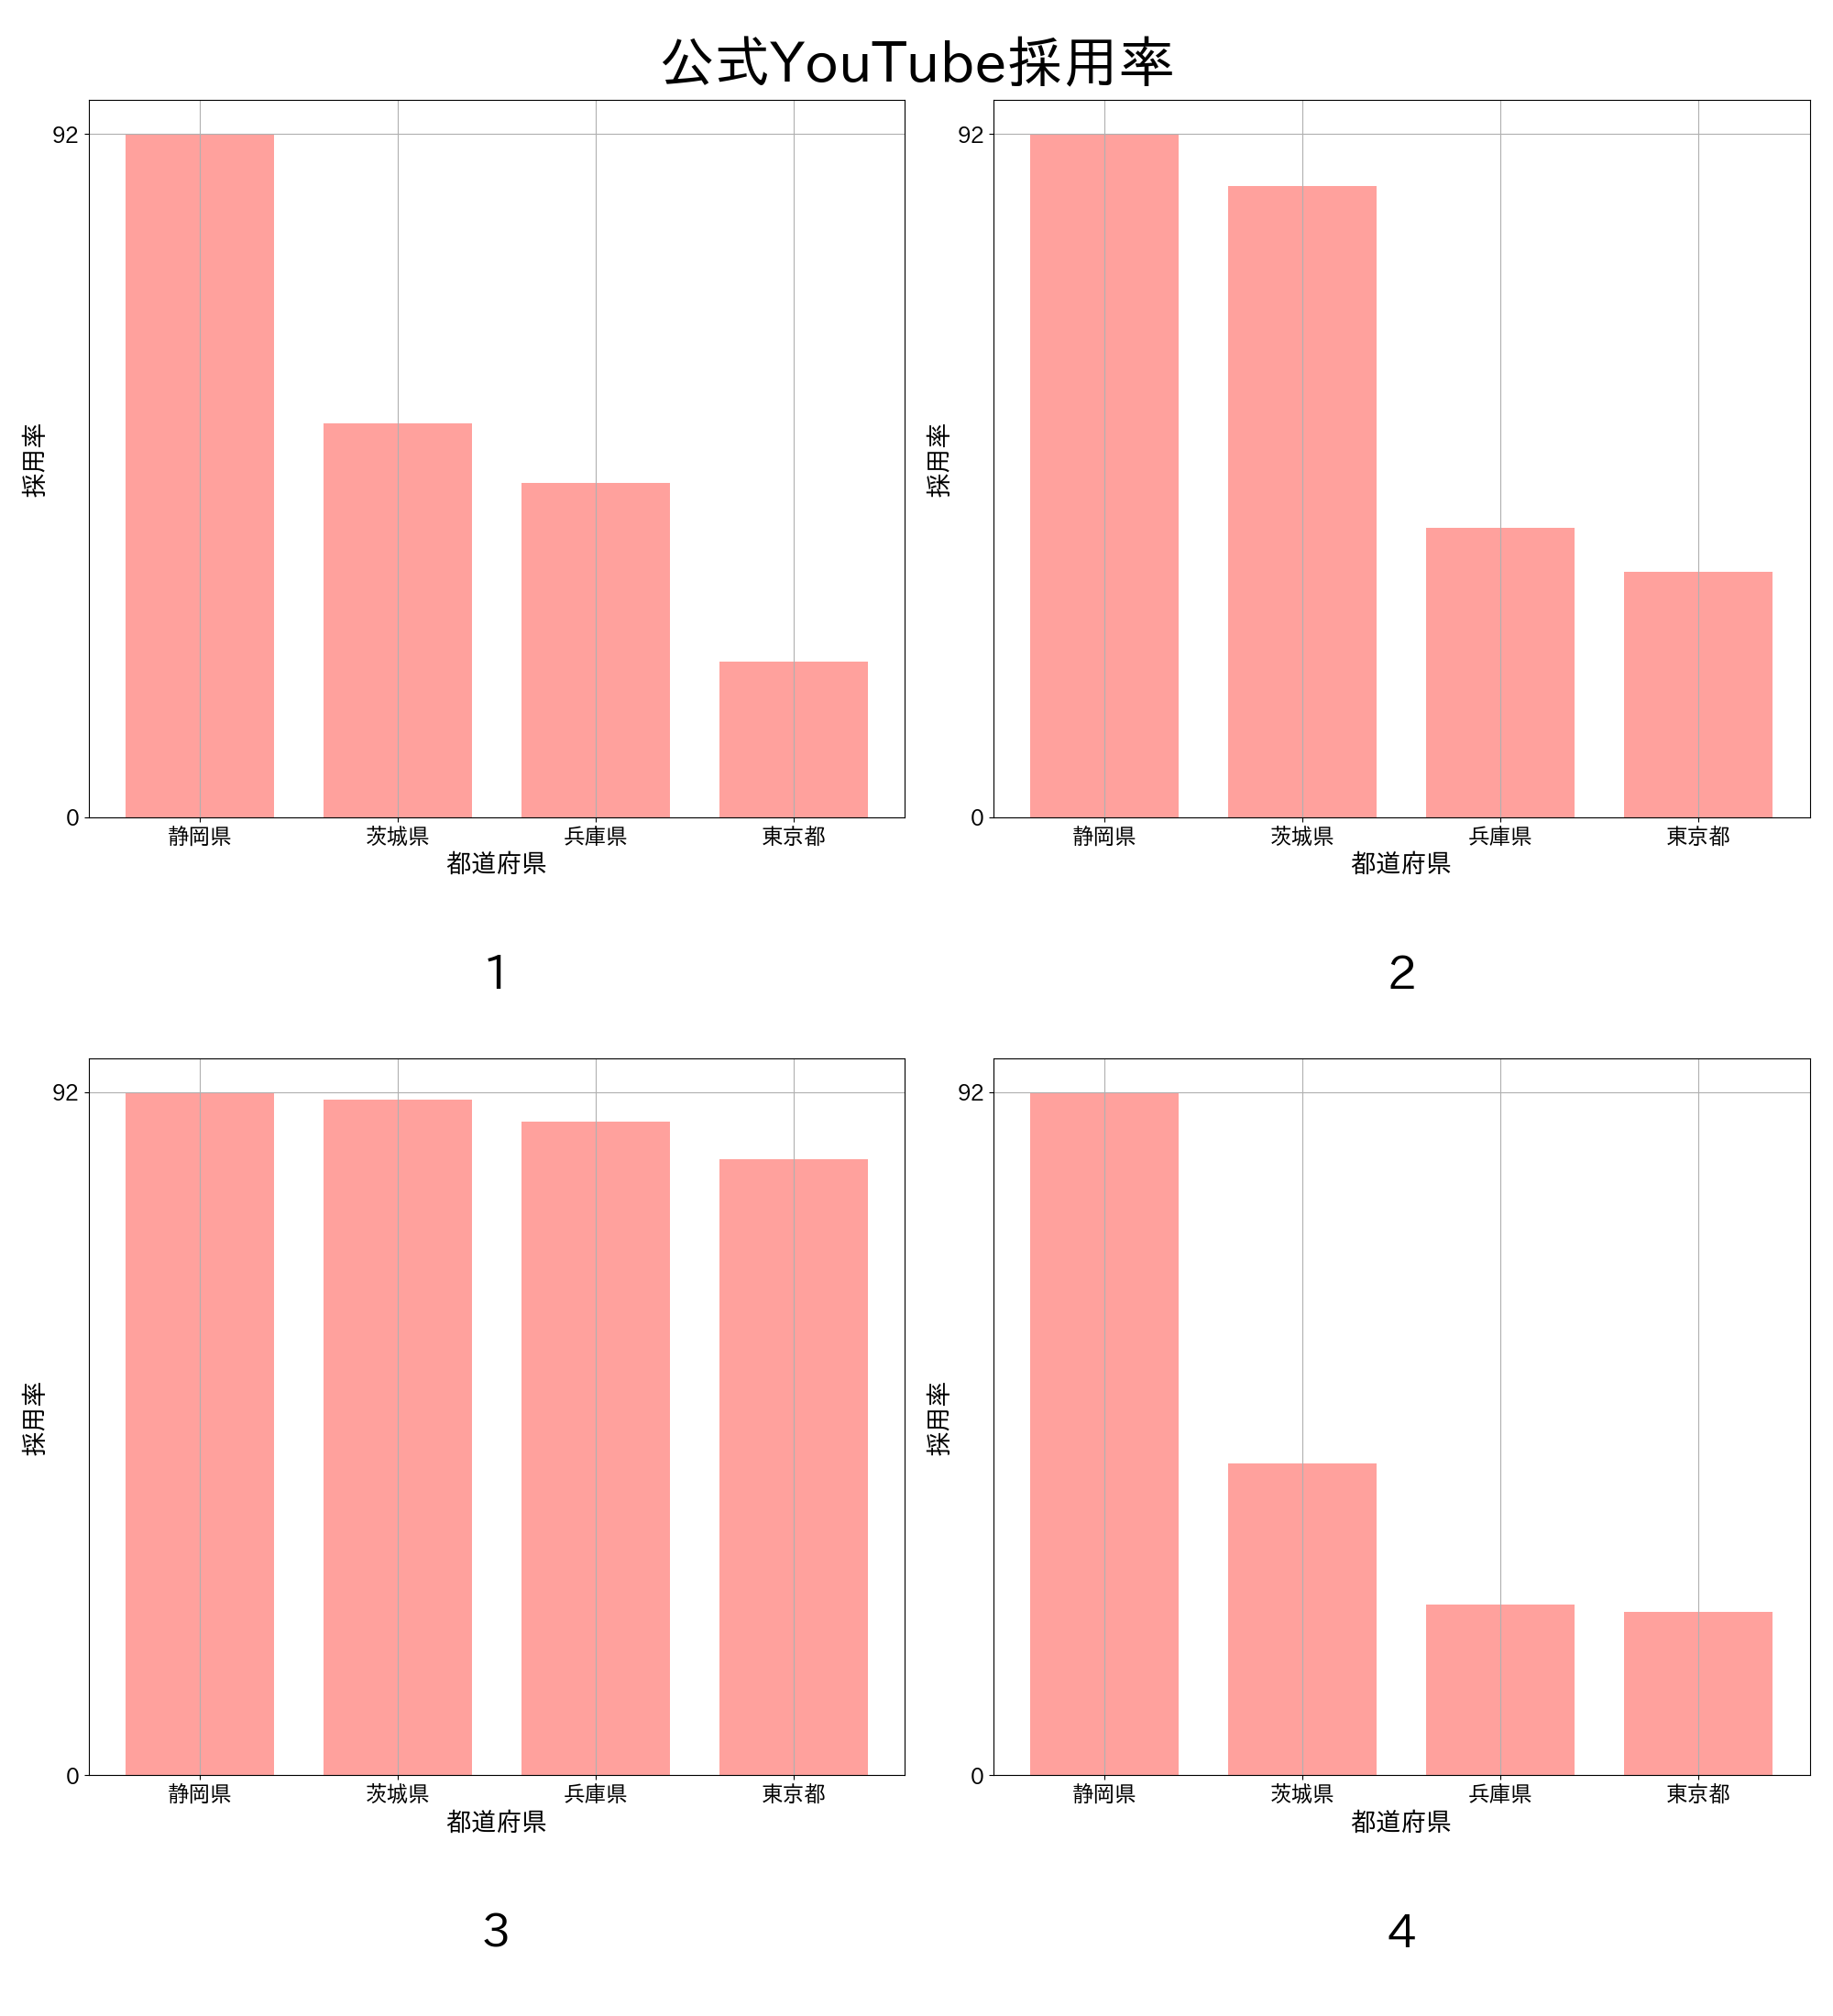 公式YouTube採用率
92
0
採用率
静岡県 茨城県 兵庫県 東京都
都道府県
1
92
0
採用率
静岡県 茨城県 兵庫県 東京都
都道府県
2
92
0
採用率
静岡県 茨城県 兵庫県 東京都
都道府県
3
92
0
採用率
静岡県 茨城県 兵庫県 東京都
都道府県
4